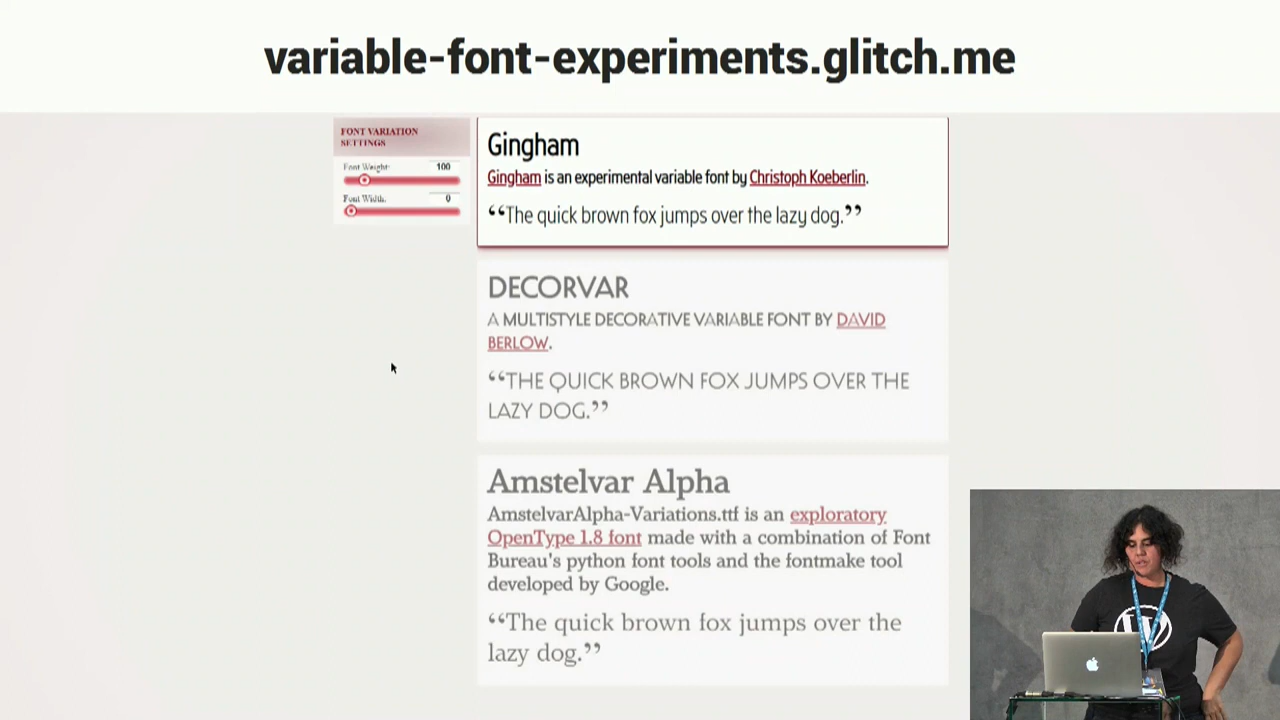 variable-font-experiments.glitch.me
FONT VARIATION
SETTINGS
Font Weight:
100
Font Width:
0
Gingham
Gingham is an experimental variable font by Christoph Koeberlin.
“The quick brown fox jumps over the lazy dog.”
DECORVAR
A MULTISTYLE DECORATIVE VARIABLE FONT BY DAVID
BERLOW.
“THE QUICK BROWN FOX JUMPS OVER THE
LAZY DOG.”
Amstelvar Alpha
AmstelvarAlpha-Variations.ttf is an exploratory
OpenType 1.8 font made with a combination of Font
Bureau's python font tools and the fontmake tool
developed by Google.
“The quick brown fox jumps over the
lazy dog.”